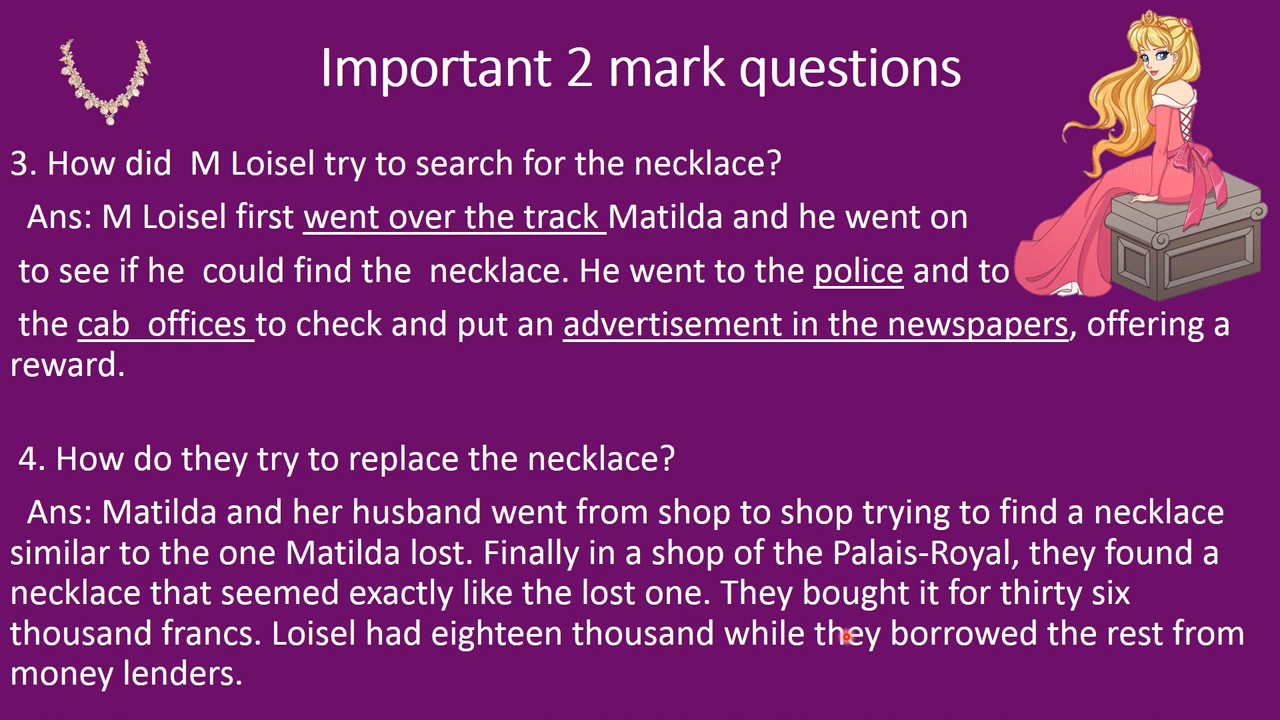 Important 2 mark questions
3. How did  M Loisel try to search for the necklace?
Ans: M Loisel first went over the track Matilda and he went on
to see if he  could find the  necklace. He went to the police and to
the cab  offices to check and put an advertisement in the newspapers, offering a
reward.
4. How do they try to replace the necklace?
Ans: Matilda and her husband went from shop to shop trying to find a necklace
similar to the one Matilda lost. Finally in a shop of the Palais-Royal, they found a
necklace that seemed exactly like the lost one. They bought it for thirty six
thousand francs. Loisel had eighteen thousand while they borrowed the rest from
money lenders.